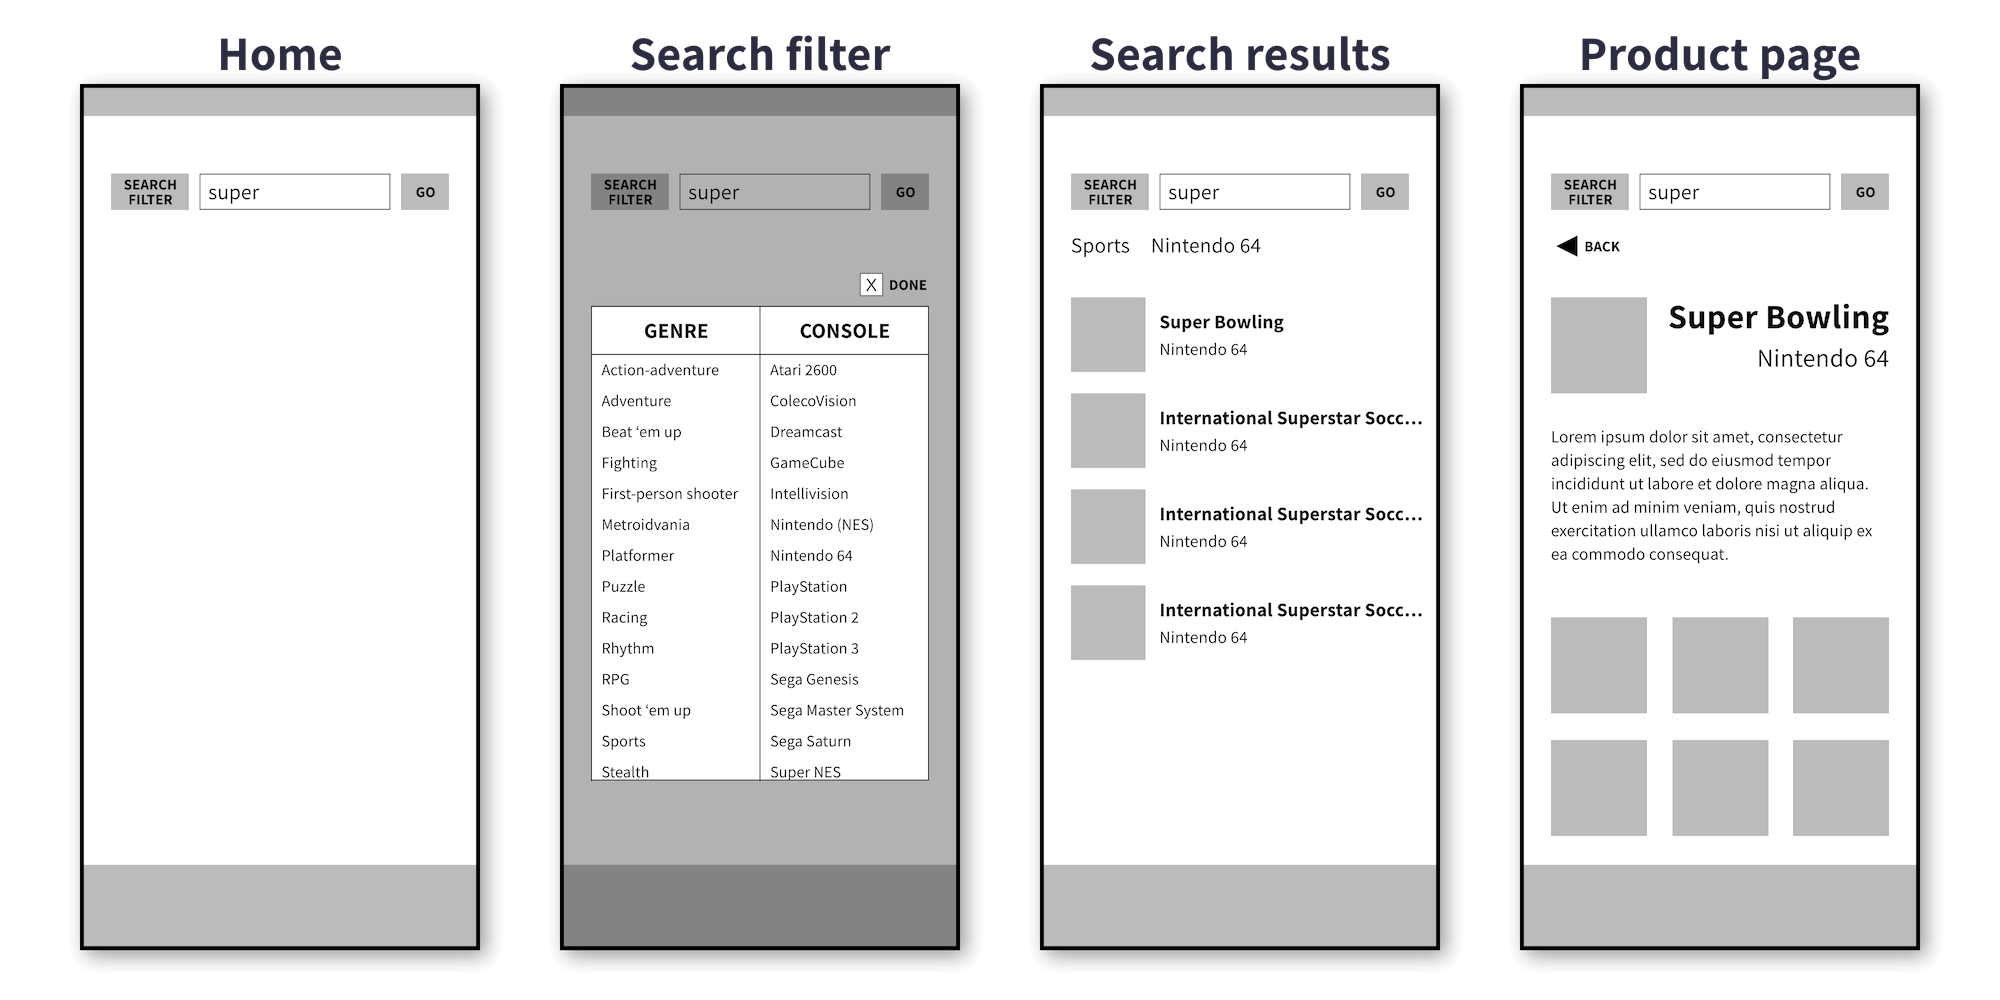 Home
SEARCH
FILTER
super
GO
Search filter
SEARCH
FILTER
super
GO
X DONE
GENRE
CONSOLE
Action-adventure
Atari 2600
Adventure
ColecoVision
Beat ‘em up
Dreamcast
Fighting
GameCube
First-person shooter
Intellivision
Metroidvania
Nintendo (NES)
Platformer
Nintendo 64
Puzzle
PlayStation
Racing
PlayStation 2
Rhythm
PlayStation 3
RPG
Sega Genesis
Shoot ‘em up
Sega Master System
Sports
Sega Saturn
Stealth
Super NES
Search results
SEARCH
FILTER
super
GO
Sports Nintendo 64
Super Bowling
Nintendo 64
International Superstar Socc...
Nintendo 64
International Superstar Socc...
Nintendo 64
International Superstar Socc...
Nintendo 64
Product page
SEARCH
FILTER
super
GO
BACK
Super Bowling
Nintendo 64
Lorem ipsum dolor sit amet, consectetur
adipiscing elit, sed do eiusmod tempor
incididunt ut labore et dolore magna aliqua.
Ut enim ad minim veniam, quis nostrud
exercitation ullamco laboris nisi ut aliquip ex
ea commodo consequat.